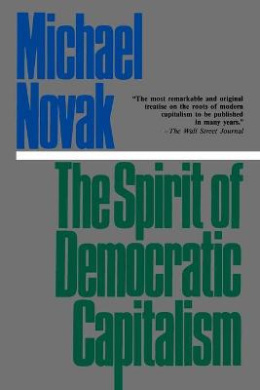 Michael
Novak
"The most remarkable and original
treatise on the roots of modern
capitalism to be published
in many years."
-The Wall Street Journal
The Spirit of
Democratic
Capitalism